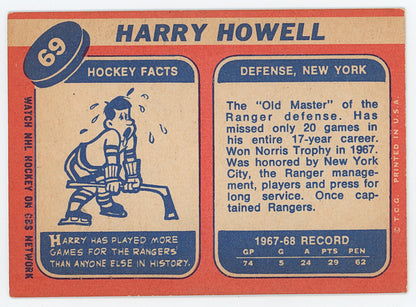 HARRY HOWELL
69
HOCKEY FACTS
HARRY HAS PLAYED MORE
GAMES FOR THE RANGERS
THAN ANYONE ELSE IN HISTORY.
WATCH NHL HOCKEY ON CBS NETWORK
DEFENSE, NEW YORK
The "Old Master" of the
Ranger defense. Has
missed only 20 games in
his entire 17-year career.
Won Norris Trophy in 1967.
Was honored by New York
City, the Ranger manage-
ment, players and press for
long service. Once cap-
tained Rangers.
1967-68 RECORD
GP G A PTS PEN
74 5 24 29 62
© T.C.G. PRINTED IN U.S.A.